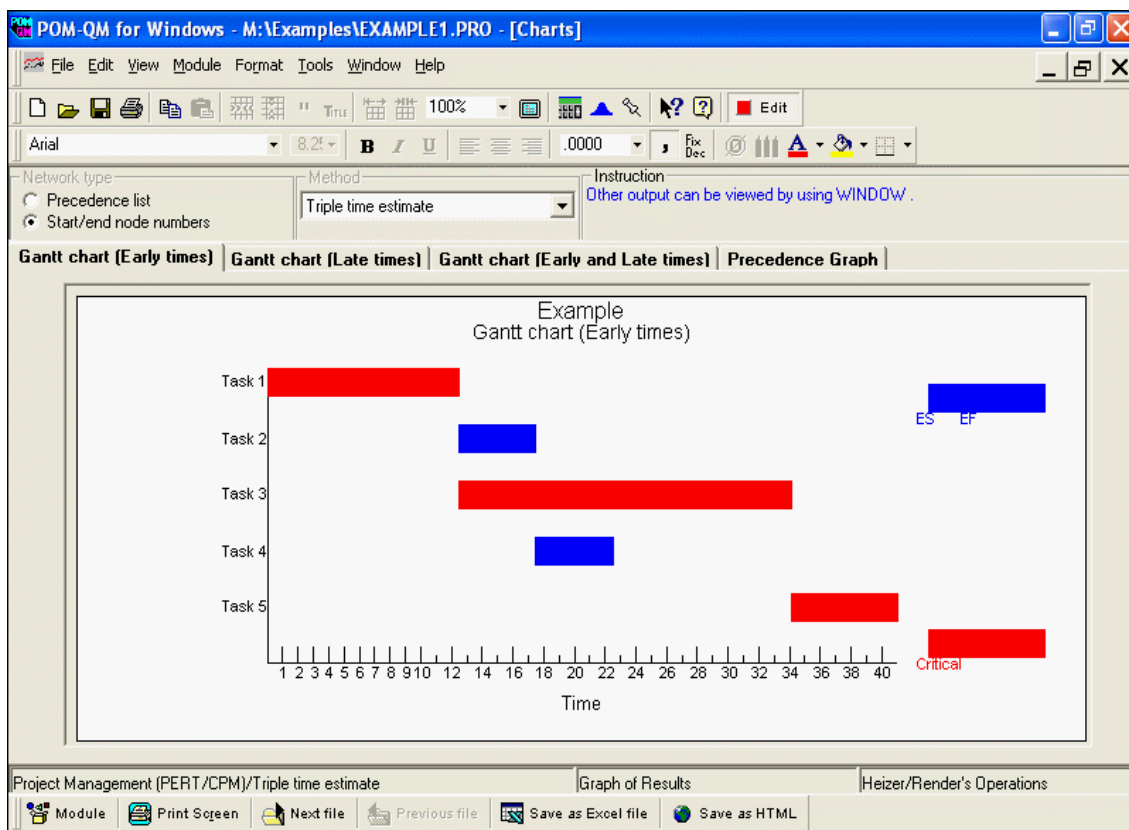 POM-QM for Windows - M:\Examples\EXAMPLE1.PRO - [Charts]
File Edit View Module Format Tools Window Help
TITLE 100% Edit
Arial 8.25 B I U .0000 , Fix Dec A
Network type Method Instruction
Precedence list Triple time estimate Other output can be viewed by using WINDOW .
Start/end node numbers
Gantt chart (Early times) Gantt chart (Late times) Gantt chart (Early and Late times) Precedence Graph
Example
Gantt chart (Early times)
Task 1
ES EF
Task 2
Task 3
Task 4
Task 5
Critical
1 2 3 4 5 6 7 8 9 10 12 14 16 18 20 22 24 26 28 30 32 34 36 38 40
Time
Project Management (PERT/CPM)/Triple time estimate Graph of Results Heizer/Render's Operations
Module Print Screen Next file Previous file Save as Excel file Save as HTML